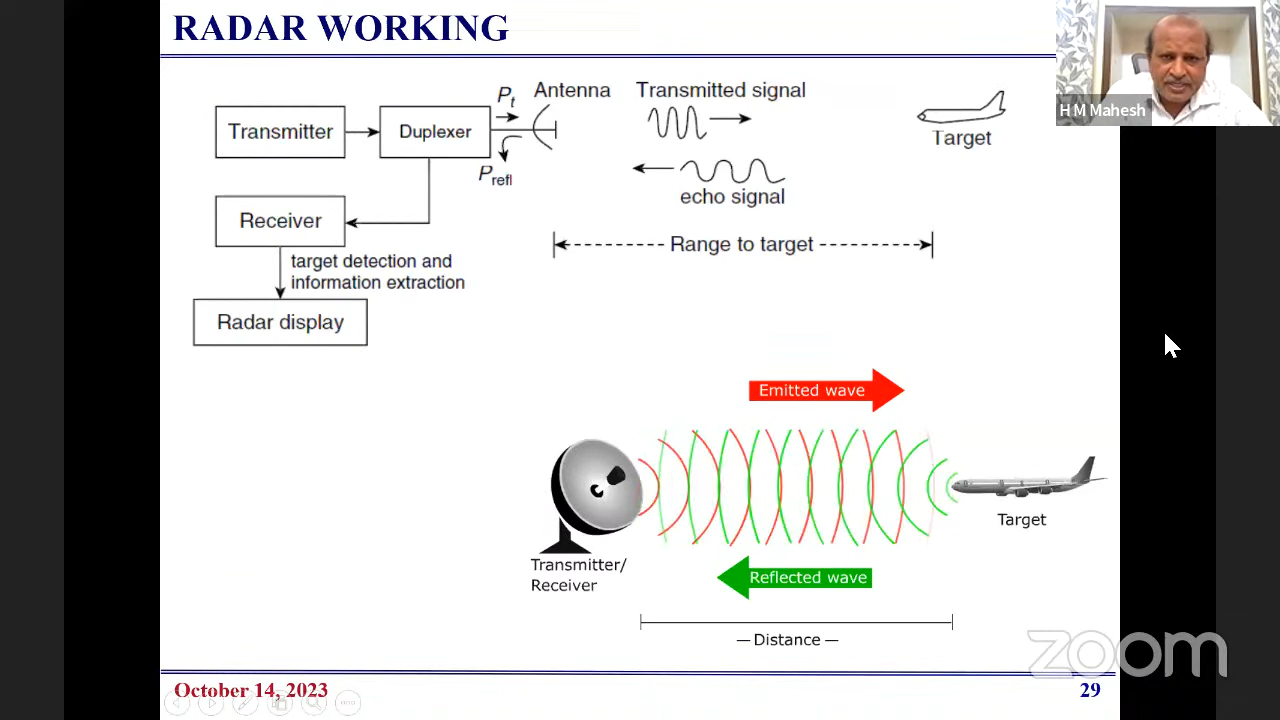 RADAR WORKING
H M Mahesh
Transmitter
Duplexer
Pt
Antenna
Transmitted signal
Target
Prefl
echo signal
Receiver
Range to target
target detection and
information extraction
Radar display
Emitted wave
Target
Transmitter/
Receiver
Reflected wave
— Distance —
zoom
October 14, 2023
29